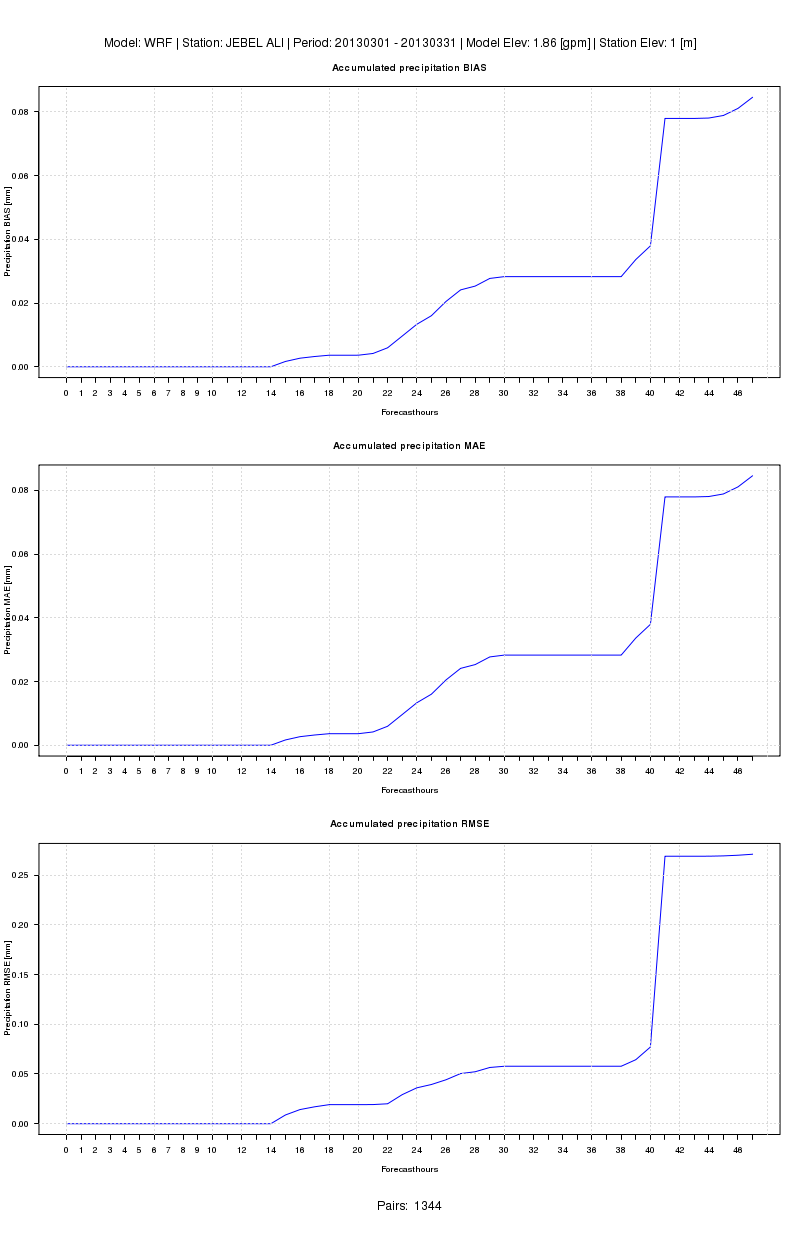 Model: WRF | Station: JEBEL ALI | Period: 20130301 - 20130331 | Model Elev: 1.86 [gpm] | Station Elev: 1 [m]
Accumulated precipitation BIAS
Precipitation BIAS [mm]
0.08
0.06
0.04
0.02
0.00
0 1 2 3 4 5 6 7 8 9 10 12 14 16 18 20 22 24 26 28 30 32 34 36 38 40 42 44 46
Forecasthours
Accumulated precipitation MAE
Precipitation MAE [mm]
0.08
0.06
0.04
0.02
0.00
0 1 2 3 4 5 6 7 8 9 10 12 14 16 18 20 22 24 26 28 30 32 34 36 38 40 42 44 46
Forecasthours
Accumulated precipitation RMSE
Precipitation RMSE [mm]
0.25
0.20
0.15
0.10
0.05
0.00
0 1 2 3 4 5 6 7 8 9 10 12 14 16 18 20 22 24 26 28 30 32 34 36 38 40 42 44 46
Forecasthours
Pairs: 1344